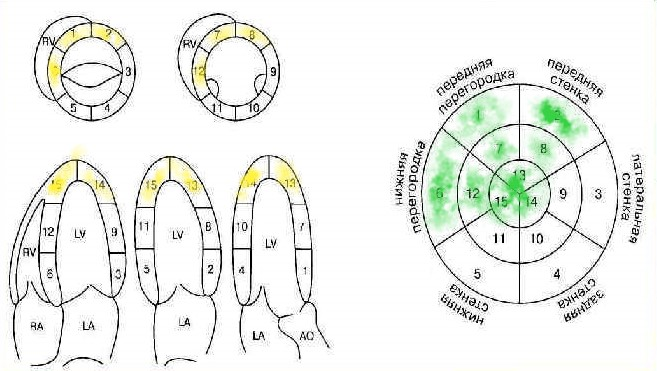 RV 1 2 3 4 5 6
RV 7 8 9 10 11 12
15 14 12 9 6 3 RV LV RA LA
15 13 11 8 5 2 LV LA
14 13 10 7 4 1 LV LA AO
передняя
перегородка
передняя
стенка
латеральная
стенка
задняя
стенка
нижняя
стенка
нижняя
перегородка
1 2
7 8
13
6 12 15 14 9 3
11 10
5 4